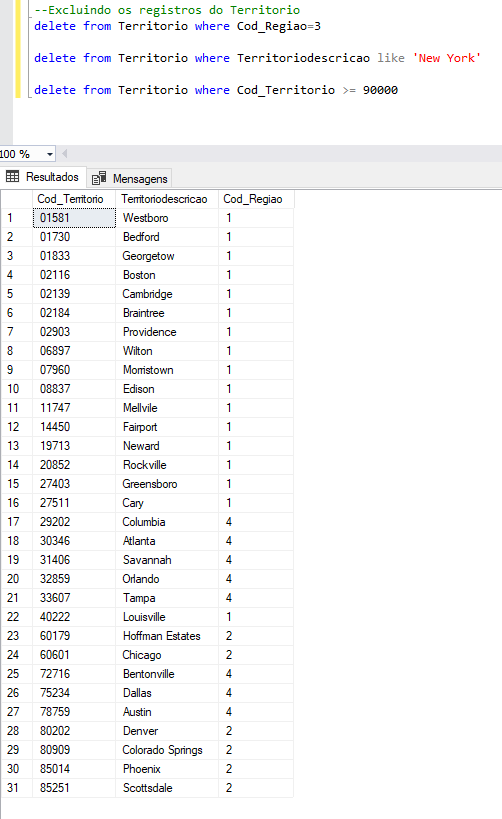 --Excluindo os registros do Territorio
delete from Territorio where Cod_Regiao=3
delete from Territorio where Territoriodescricao like 'New York'
delete from Territorio where Cod_Territorio >= 90000
100 %
Resultados Mensagens
Cod_Territorio Territoriodescricao Cod_Regiao
1 01581 Westboro 1
2 01730 Bedford 1
3 01833 Georgetow 1
4 02116 Boston 1
5 02139 Cambridge 1
6 02184 Braintree 1
7 02903 Providence 1
8 06897 Wilton 1
9 07960 Morristown 1
10 08837 Edison 1
11 11747 Mellvile 1
12 14450 Fairport 1
13 19713 Neward 1
14 20852 Rockville 1
15 27403 Greensboro 1
16 27511 Cary 1
17 29202 Columbia 4
18 30346 Atlanta 4
19 31406 Savannah 4
20 32859 Orlando 4
21 33607 Tampa 4
22 40222 Louisville 1
23 60179 Hoffman Estates 2
24 60601 Chicago 2
25 72716 Bentonville 4
26 75234 Dallas 4
27 78759 Austin 4
28 80202 Denver 2
29 80909 Colorado Springs 2
30 85014 Phoenix 2
31 85251 Scottsdale 2